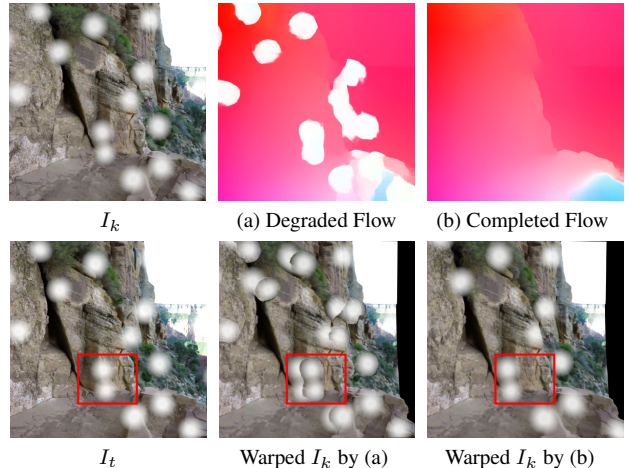 I_k
(a) Degraded Flow
(b) Completed Flow
I_t
Warped I_k by (a)
Warped I_k by (b)